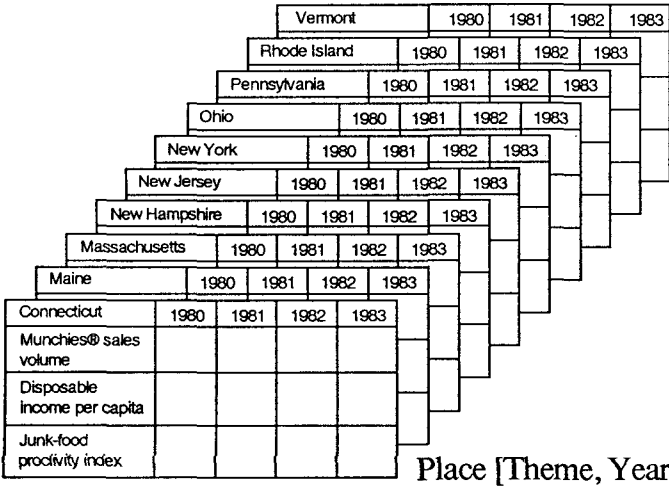 Vermont 1980 1981 1982 1983
Rhode Island 1980 1981 1982 1983
Pennsylvania 1980 1981 1982 1983
Ohio 1980 1981 1982 1983
New York 1980 1981 1982 1983
New Jersey 1980 1981 1982 1983
New Hampshire 1980 1981 1982 1983
Massachusetts 1980 1981 1982 1983
Maine 1980 1981 1982 1983
Connecticut 1980 1981 1982 1983
Munchies® sales
volume
Disposable
income per capita
Junk-food
proclivity index
Place [Theme, Year